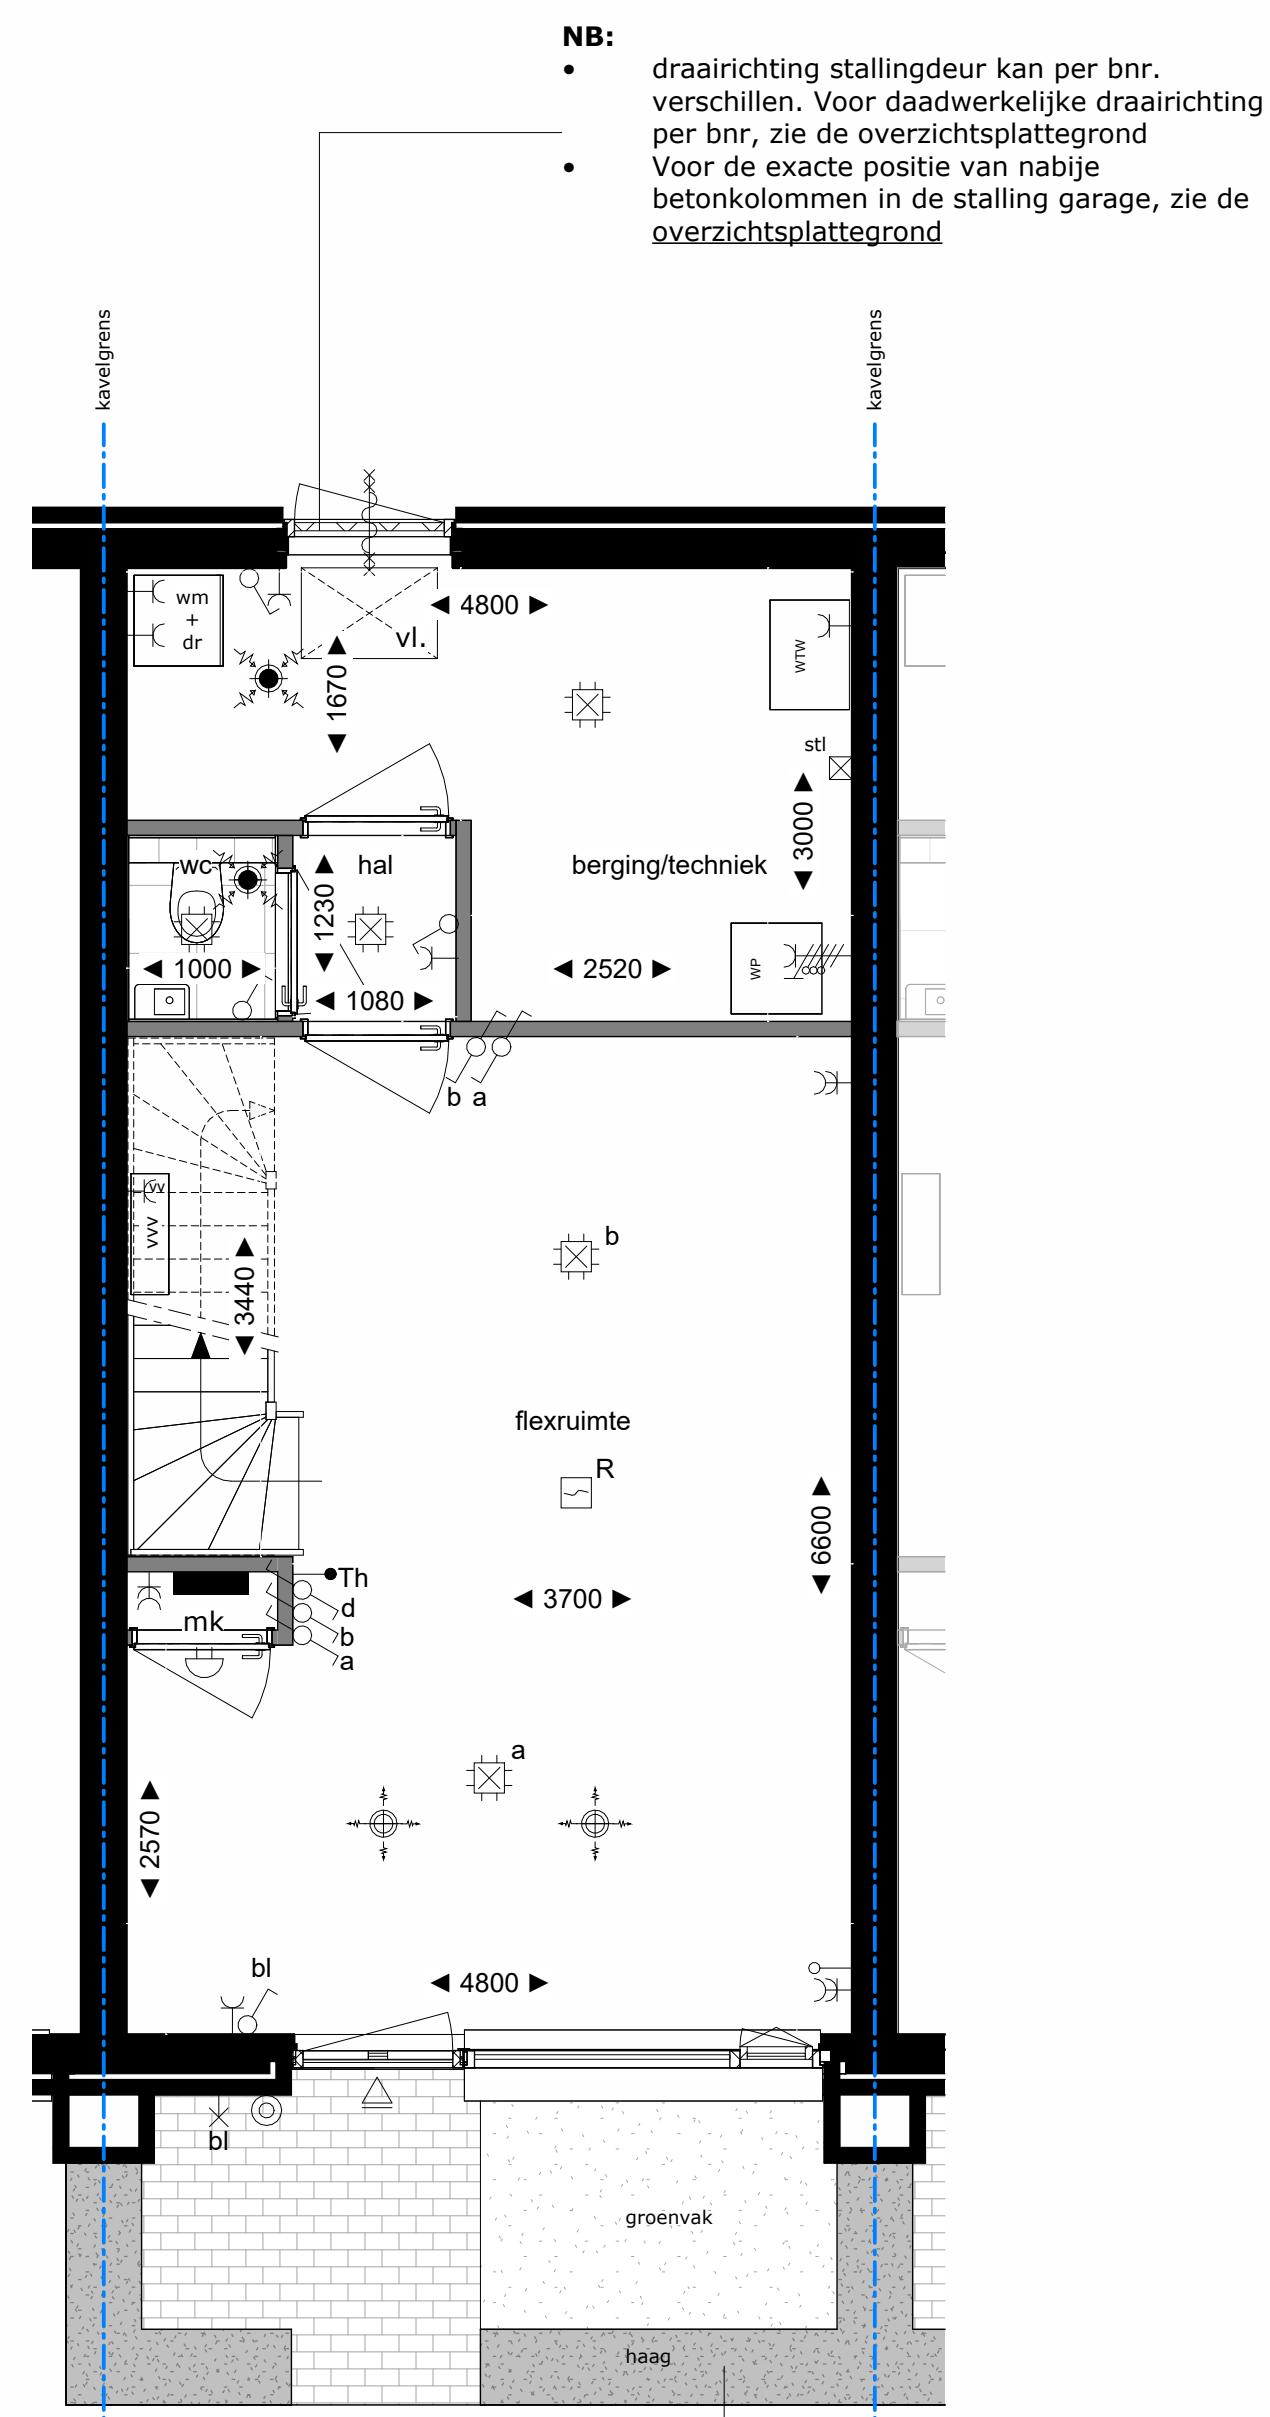 NB:
• draairichting stallingdeur kan per bnr.
verschillen. Voor daadwerkelijke draairichting
per bnr, zie de overzichtsplattegrond
• Voor de exacte positie van nabije
betonkolommen in de stalling garage, zie de
overzichtsplattegrond
kavelgrens
kavelgrens
wm
+
dr
4800
vl.
1670
WTW
stl
3000
wc
hal
berging/techniek
1230
1000
1080
2520
WP
b a
vv
vvv
b
3440
flexruimte
R
6600
Th
d
b
a
3700
mk
a
2570
bl
4800
bl
groenvak
haag